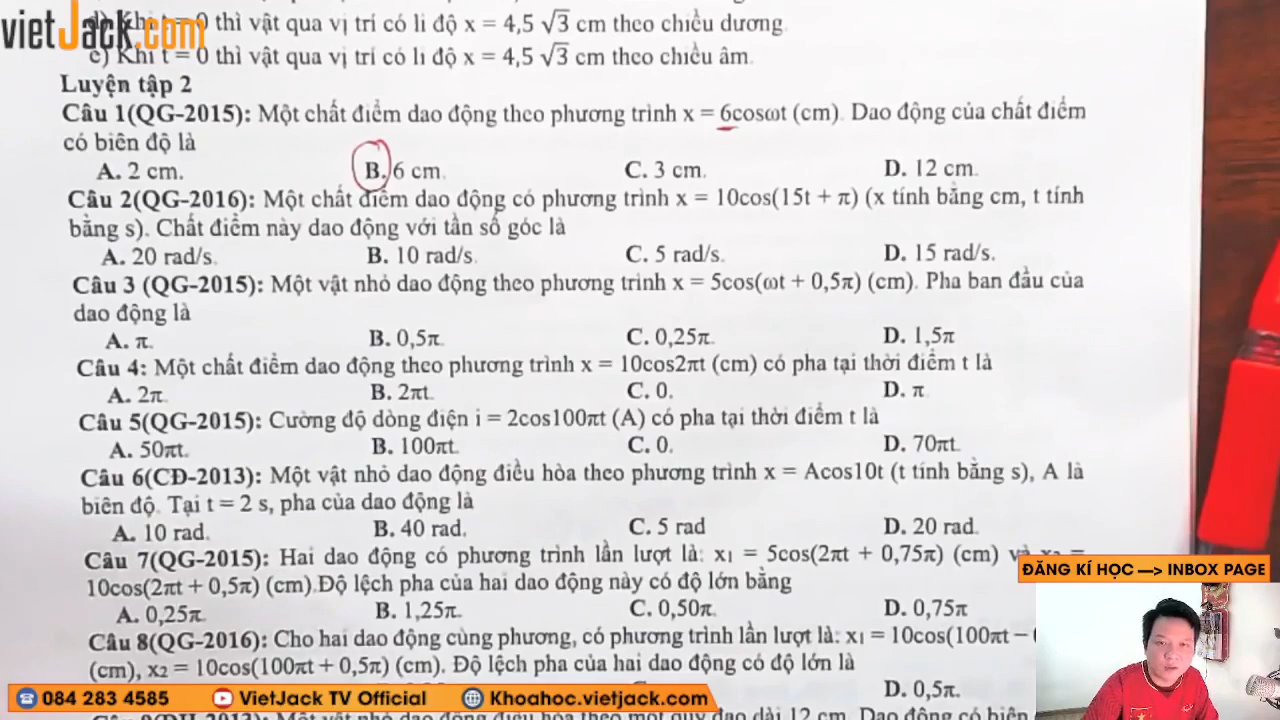 vietJack.com
thì vật qua vị trí có li độ x = 4,5 √3 cm theo chiều dương.
e) Khi t = 0 thì vật qua vị trí có li độ x = 4,5 √3 cm theo chiều âm.
Luyện tập 2
Câu 1(QG-2015): Một chất điểm dao động theo phương trình x = 6cosωt (cm). Dao động của chất điểm
có biên độ là
A. 2 cm. B. 6 cm. C. 3 cm. D. 12 cm.
Câu 2(QG-2016): Một chất điểm dao động có phương trình x = 10cos(15t + π) (x tính bằng cm, t tính
bằng s). Chất điểm này dao động với tần số góc là
A. 20 rad/s. B. 10 rad/s. C. 5 rad/s. D. 15 rad/s.
Câu 3 (QG-2015): Một vật nhỏ dao động theo phương trình x = 5cos(ωt + 0,5π) (cm). Pha ban đầu của
dao động là
A. π. B. 0,5π. C. 0,25π. D. 1,5π
Câu 4: Một chất điểm dao động theo phương trình x = 10cos2πt (cm) có pha tại thời điểm t là
A. 2π. B. 2πt. C. 0. D. π.
Câu 5(QG-2015): Cường độ dòng điện i = 2cos100πt (A) có pha tại thời điểm t là
A. 50πt. B. 100πt. C. 0. D. 70πt.
Câu 6(CĐ-2013): Một vật nhỏ dao động điều hòa theo phương trình x = Acos10t (t tính bằng s), A là
biên độ. Tại t = 2 s, pha của dao động là
A. 10 rad. B. 40 rad. C. 5 rad D. 20 rad.
Câu 7(QG-2015): Hai dao động có phương trình lần lượt là: x1 = 5cos(2πt + 0,75π) (cm) và x₂ =
10cos(2πt + 0,5π) (cm).Độ lệch pha của hai dao động này có độ lớn bằng
A. 0,25π. B. 1,25π. C. 0,50π. D. 0,75π
Câu 8(QG-2016): Cho hai dao động cùng phương, có phương trình lần lượt là: x1 = 10cos(100πt −
(cm), x2 = 10cos(100πt + 0,5π) (cm). Độ lệch pha của hai dao động có độ lớn là
D. 0,5π.
ĐĂNG KÍ HỌC —> INBOX PAGE
084 283 4585 VietJack TV Official Khoahoc.vietjack.com